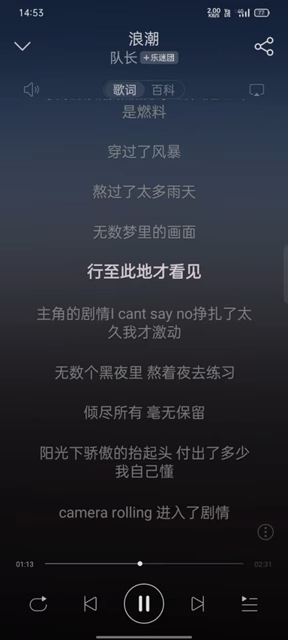 14:53
2.00
4G
77
浪潮
队长 +乐迷团
歌词 百科
是燃料
穿过了风暴
熬过了太多雨天
无数梦里的画面
行至此地才看见
主角的剧情I cant say no挣扎了太
久我才激动
无数个黑夜里 熬着夜去练习
倾尽所有 毫无保留
阳光下骄傲的抬起头 付出了多少
我自己懂
camera rolling 进入了剧情
01:13
02:31